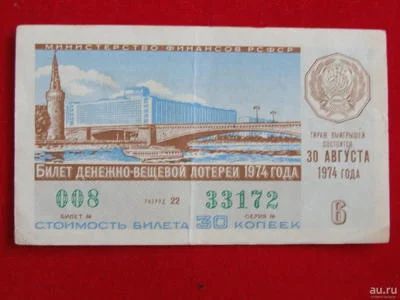 МИНИСТЕРСТВО ФИНАНСОВ РСФСР
ТИРАЖ ВЫИГРЫШЕЙ
СОСТОИТСЯ
30 АВГУСТА
1974 ГОДА
БИЛЕТ ДЕНЕЖНО-ВЕЩЕВОЙ ЛОТЕРЕИ 1974 ГОДА
008 РАЗРЯД 22 33172
БИЛЕТ № СЕРИЯ №
6
СТОИМОСТЬ БИЛЕТА 30 КОПЕЕК
au.ru